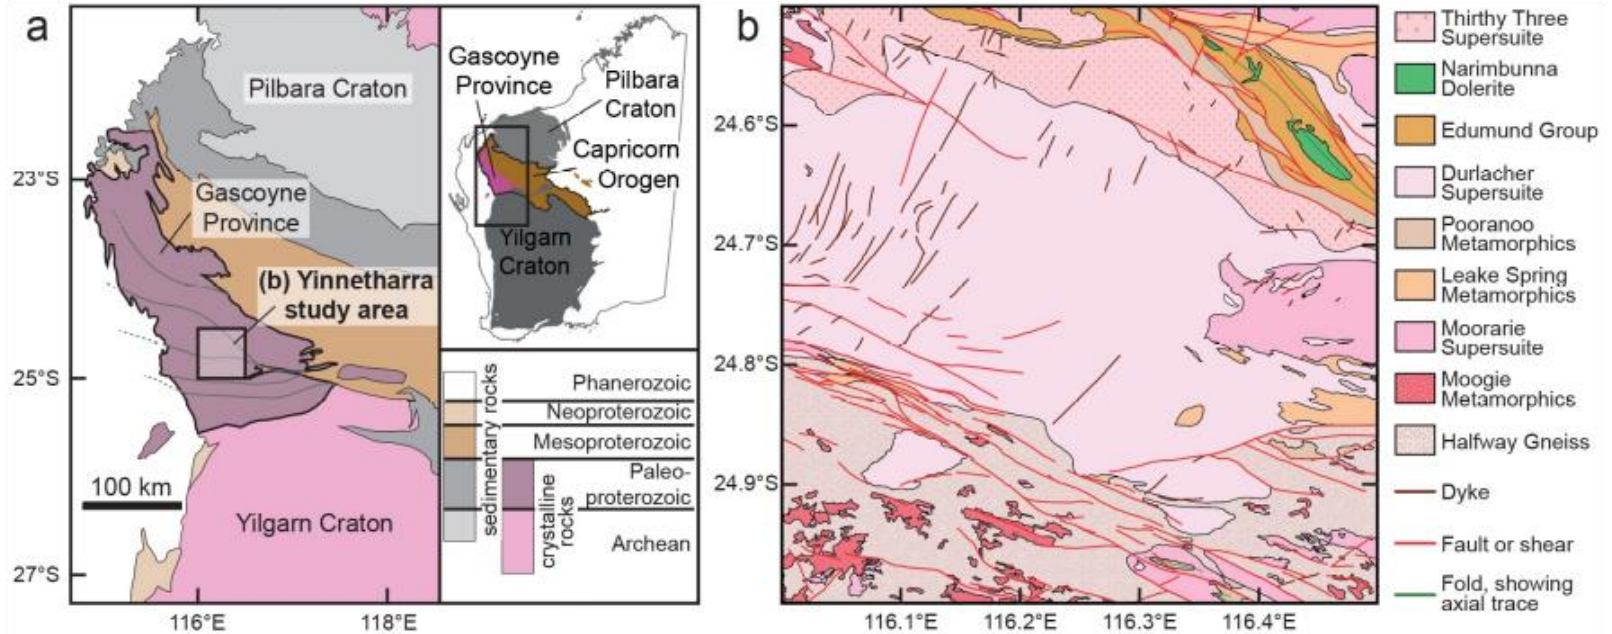 a
Pilbara Craton
Gascoyne
Province
(b) Yinnetharra
study area
Yilgarn Craton
100 km
23°S
25°S
27°S
116°E
118°E
Gascoyne
Province
Pilbara
Craton
Capricorn
Orogen
Yilgarn
Craton
sedimentary rocks
crystalline
rocks
Phanerozoic
Neoproterozoic
Mesoproterozoic
Paleo-
proterozoic
Archean
b
24.6°S
24.7°S
24.8°S
24.9°S
116.1°E
116.2°E
116.3°E
116.4°E
Thirthy Three
Supersuite
Narimbunna
Dolerite
Edumund Group
Durlacher
Supersuite
Pooranoo
Metamorphics
Leake Spring
Metamorphics
Moorarie
Supersuite
Moogie
Metamorphics
Halfway Gneiss
Dyke
Fault or shear
Fold, showing
axial trace